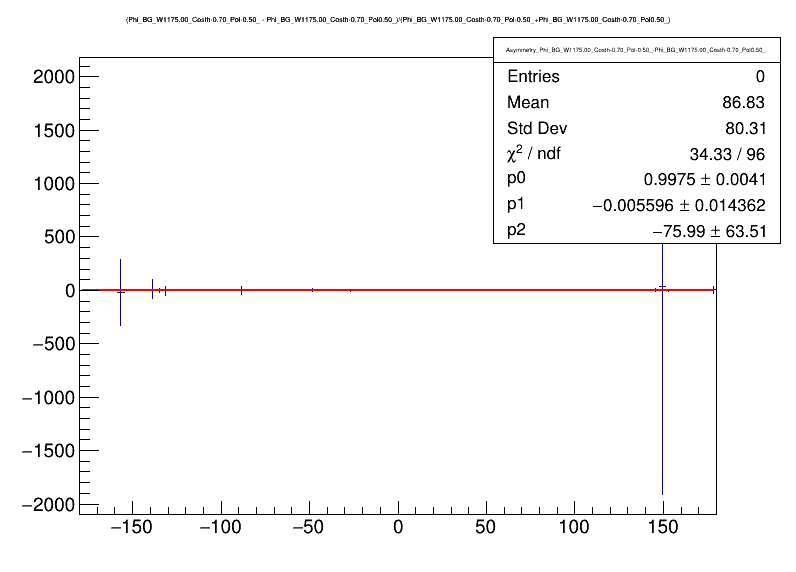 (Phi_BG_W1175.00_Costh-0.70_Pol-0.50_ - Phi_BG_W1175.00_Costh-0.70_Pol0.50_)/(Phi_BG_W1175.00_Costh-0.70_Pol-0.50_+Phi_BG_W1175.00_Costh-0.70_Pol0.50_)
Asymmetry_Phi_BG_W1175.00_Costh-0.70_Pol-0.50_-Phi_BG_W1175.00_Costh-0.70_Pol0.50_
Entries 0
Mean 86.83
Std Dev 80.31
χ² / ndf 34.33 / 96
p0 0.9975 ± 0.0041
p1 −0.005596 ± 0.014362
p2 −75.99 ± 63.51
2000
1500
1000
500
0
−500
−1000
−1500
−2000
−150 −100 −50 0 50 100 150